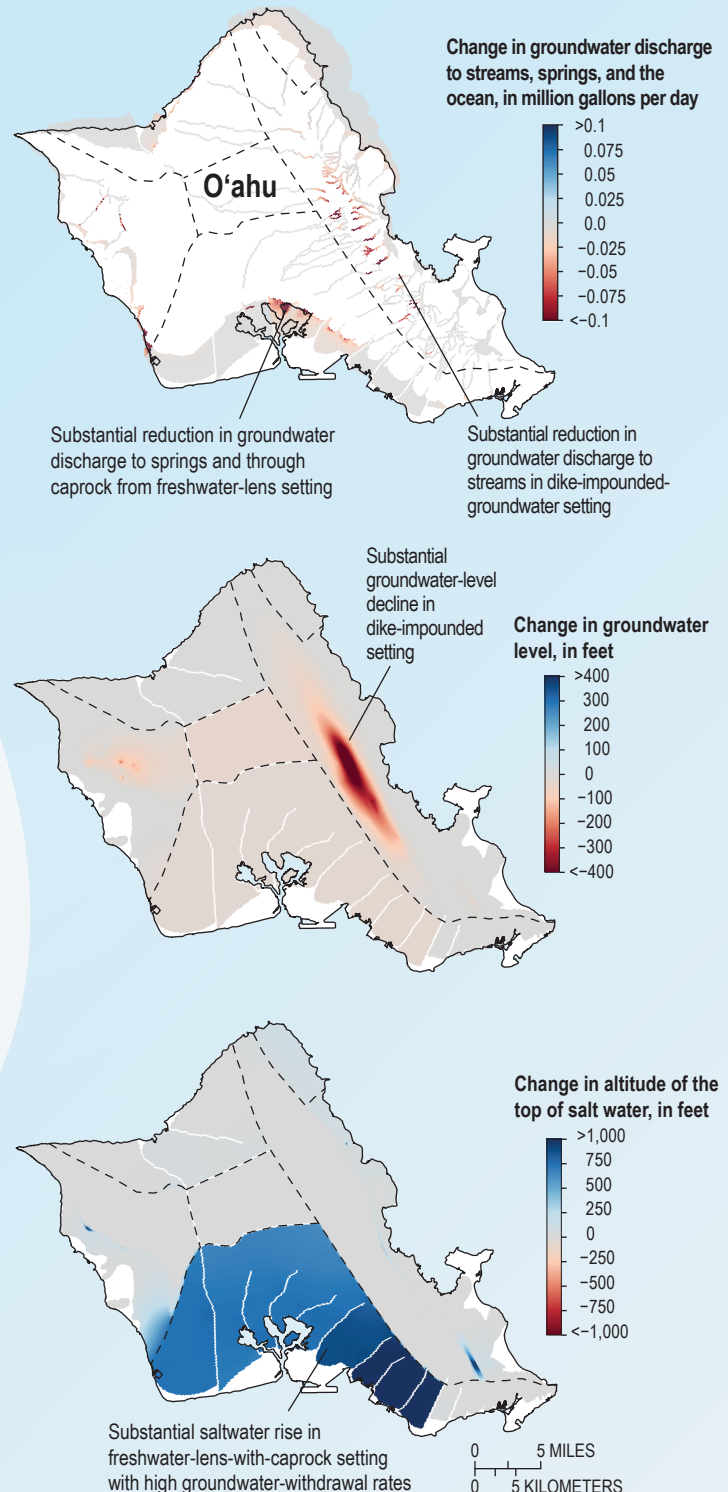 Change in groundwater discharge
to streams, springs, and the
ocean, in million gallons per day
>0.1
0.075
0.05
0.025
0.0
−0.025
−0.05
−0.075
<−0.1
Oʻahu
Substantial reduction in groundwater
discharge to springs and through
caprock from freshwater-lens setting
Substantial reduction in
groundwater discharge to
streams in dike-impounded-
groundwater setting
Substantial
groundwater-level
decline in
dike-impounded
setting
Change in groundwater
level, in feet
>400
300
200
100
0
−100
−200
−300
<−400
Change in altitude of the
top of salt water, in feet
>1,000
750
500
250
0
−250
−500
−750
<−1,000
Substantial saltwater rise in
freshwater-lens-with-caprock setting
with high groundwater-withdrawal rates
0 5 MILES
0 5 KILOMETERS